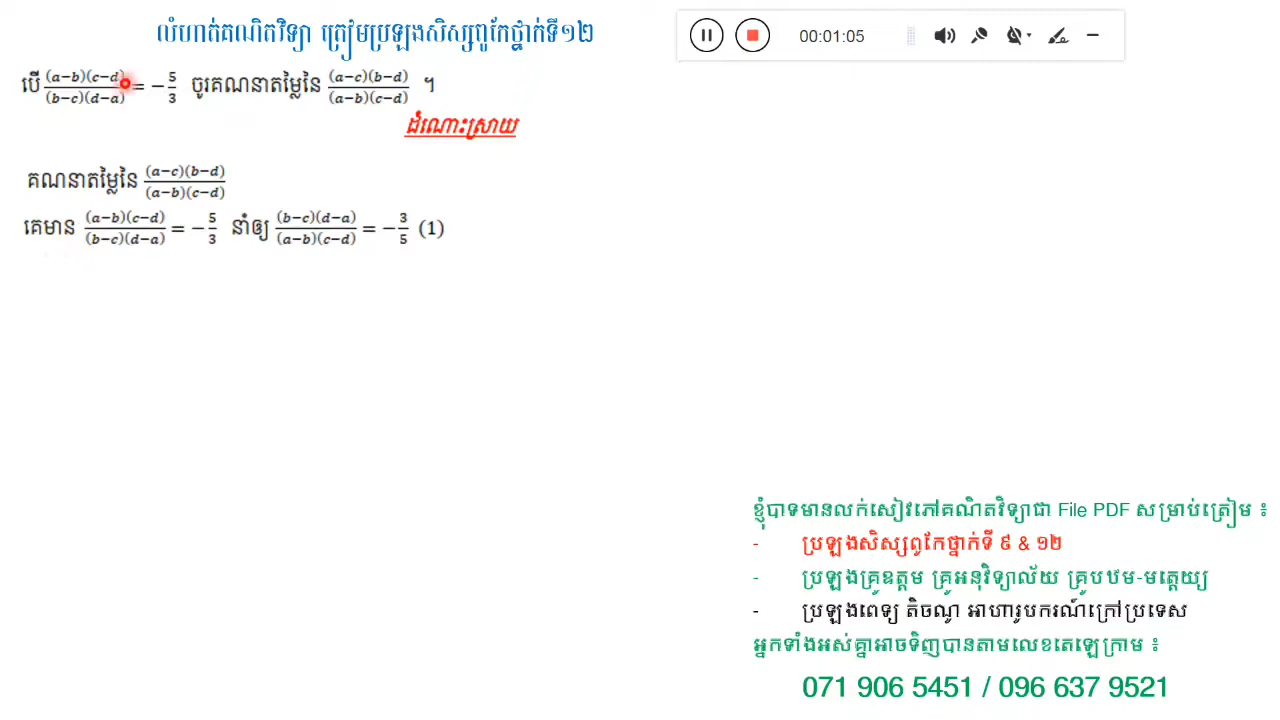 លំហាត់គណិតវិទ្យា ត្រៀមប្រឡងសិស្សពូកែថ្នាក់ទី១២
00:01:05
បើ (a−b)(c−d)/(b−c)(d−a) = −5/3 ចូរគណនាតម្លៃនៃ (a−c)(b−d)/(a−b)(c−d) ។
ដំណោះស្រាយ
គណនាតម្លៃនៃ (a−c)(b−d)/(a−b)(c−d)
គេមាន (a−b)(c−d)/(b−c)(d−a) = −5/3 នាំឲ្យ (b−c)(d−a)/(a−b)(c−d) = −3/5 (1)
ខ្ញុំបាទមានលក់សៀវភៅគណិតវិទ្យាជា File PDF សម្រាប់ត្រៀម ៖
- ប្រឡងសិស្សពូកែថ្នាក់ទី ៩ & ១២
- ប្រឡងគ្រូឧត្តម គ្រូអនុវិទ្យាល័យ គ្រូបឋម-មត្តេយ្យ
- ប្រឡងពេទ្យ តិចណូ អាហារូបករណ៍ក្រៅប្រទេស
អ្នកទាំងអស់គ្នាអាចទិញបានតាមលេខតេឡេក្រាម ៖
071 906 5451 / 096 637 9521